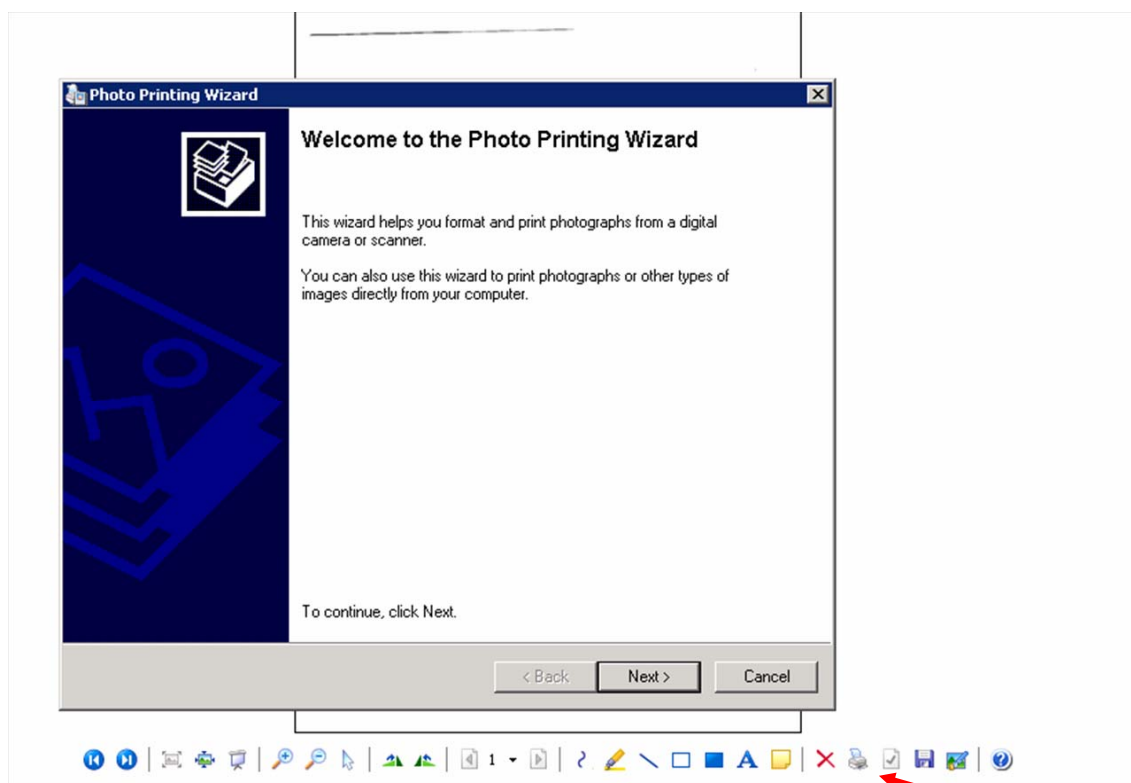 Photo Printing Wizard
Welcome to the Photo Printing Wizard
This wizard helps you format and print photographs from a digital
camera or scanner.
You can also use this wizard to print photographs or other types of
images directly from your computer.
To continue, click Next.
< Back Next > Cancel
1 A